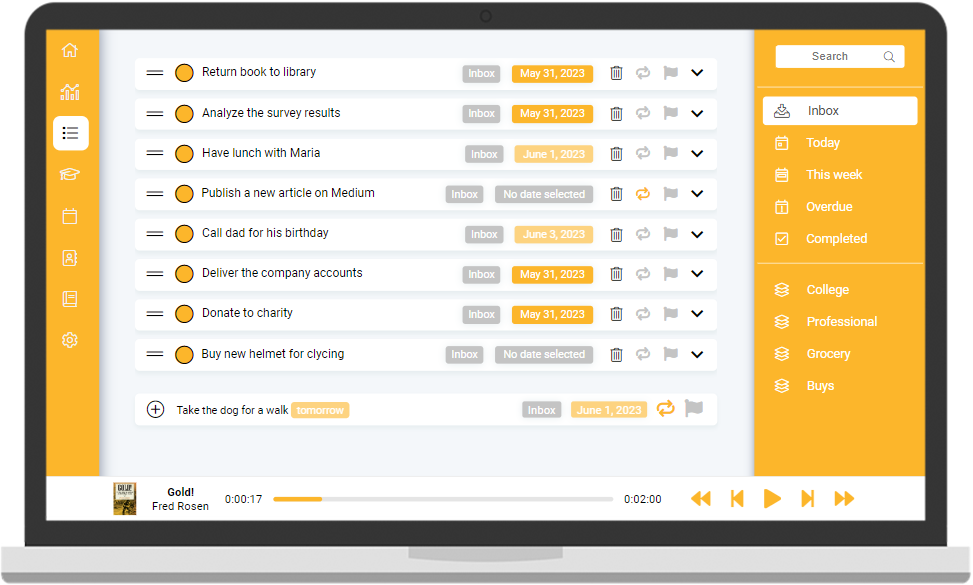 Search
Return book to library Inbox May 31, 2023
Analyze the survey results Inbox May 31, 2023
Have lunch with Maria Inbox June 1, 2023
Publish a new article on Medium Inbox No date selected
Call dad for his birthday Inbox June 3, 2023
Deliver the company accounts Inbox May 31, 2023
Donate to charity Inbox May 31, 2023
Buy new helmet for clycing Inbox No date selected
Take the dog for a walk tomorrow Inbox June 1, 2023
Inbox
Today
This week
Overdue
Completed
College
Professional
Grocery
Buys
GOLD!
Gold!
Fred Rosen
0:00:17
0:02:00